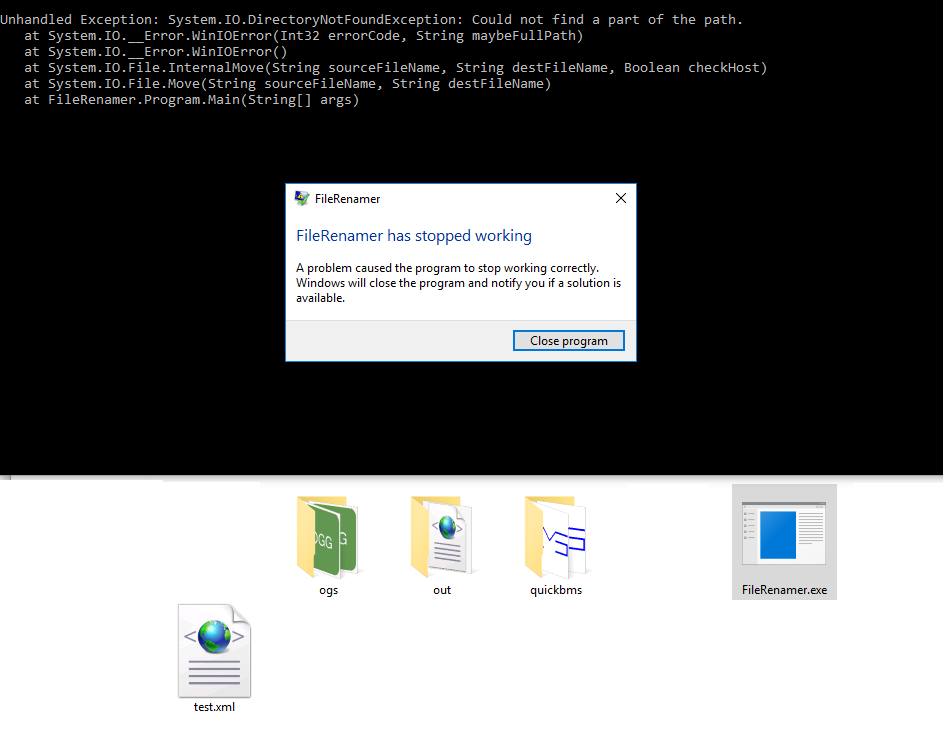 Unhandled Exception: System.IO.DirectoryNotFoundException: Could not find a part of the path.
at System.IO.__Error.WinIOError(Int32 errorCode, String maybeFullPath)
at System.IO.__Error.WinIOError()
at System.IO.File.InternalMove(String sourceFileName, String destFileName, Boolean checkHost)
at System.IO.File.Move(String sourceFileName, String destFileName)
at FileRenamer.Program.Main(String[] args)
FileRenamer
FileRenamer has stopped working
A problem caused the program to stop working correctly.
Windows will close the program and notify you if a solution is
available.
Close program
ogs
out
quickbms
FileRenamer.exe
test.xml